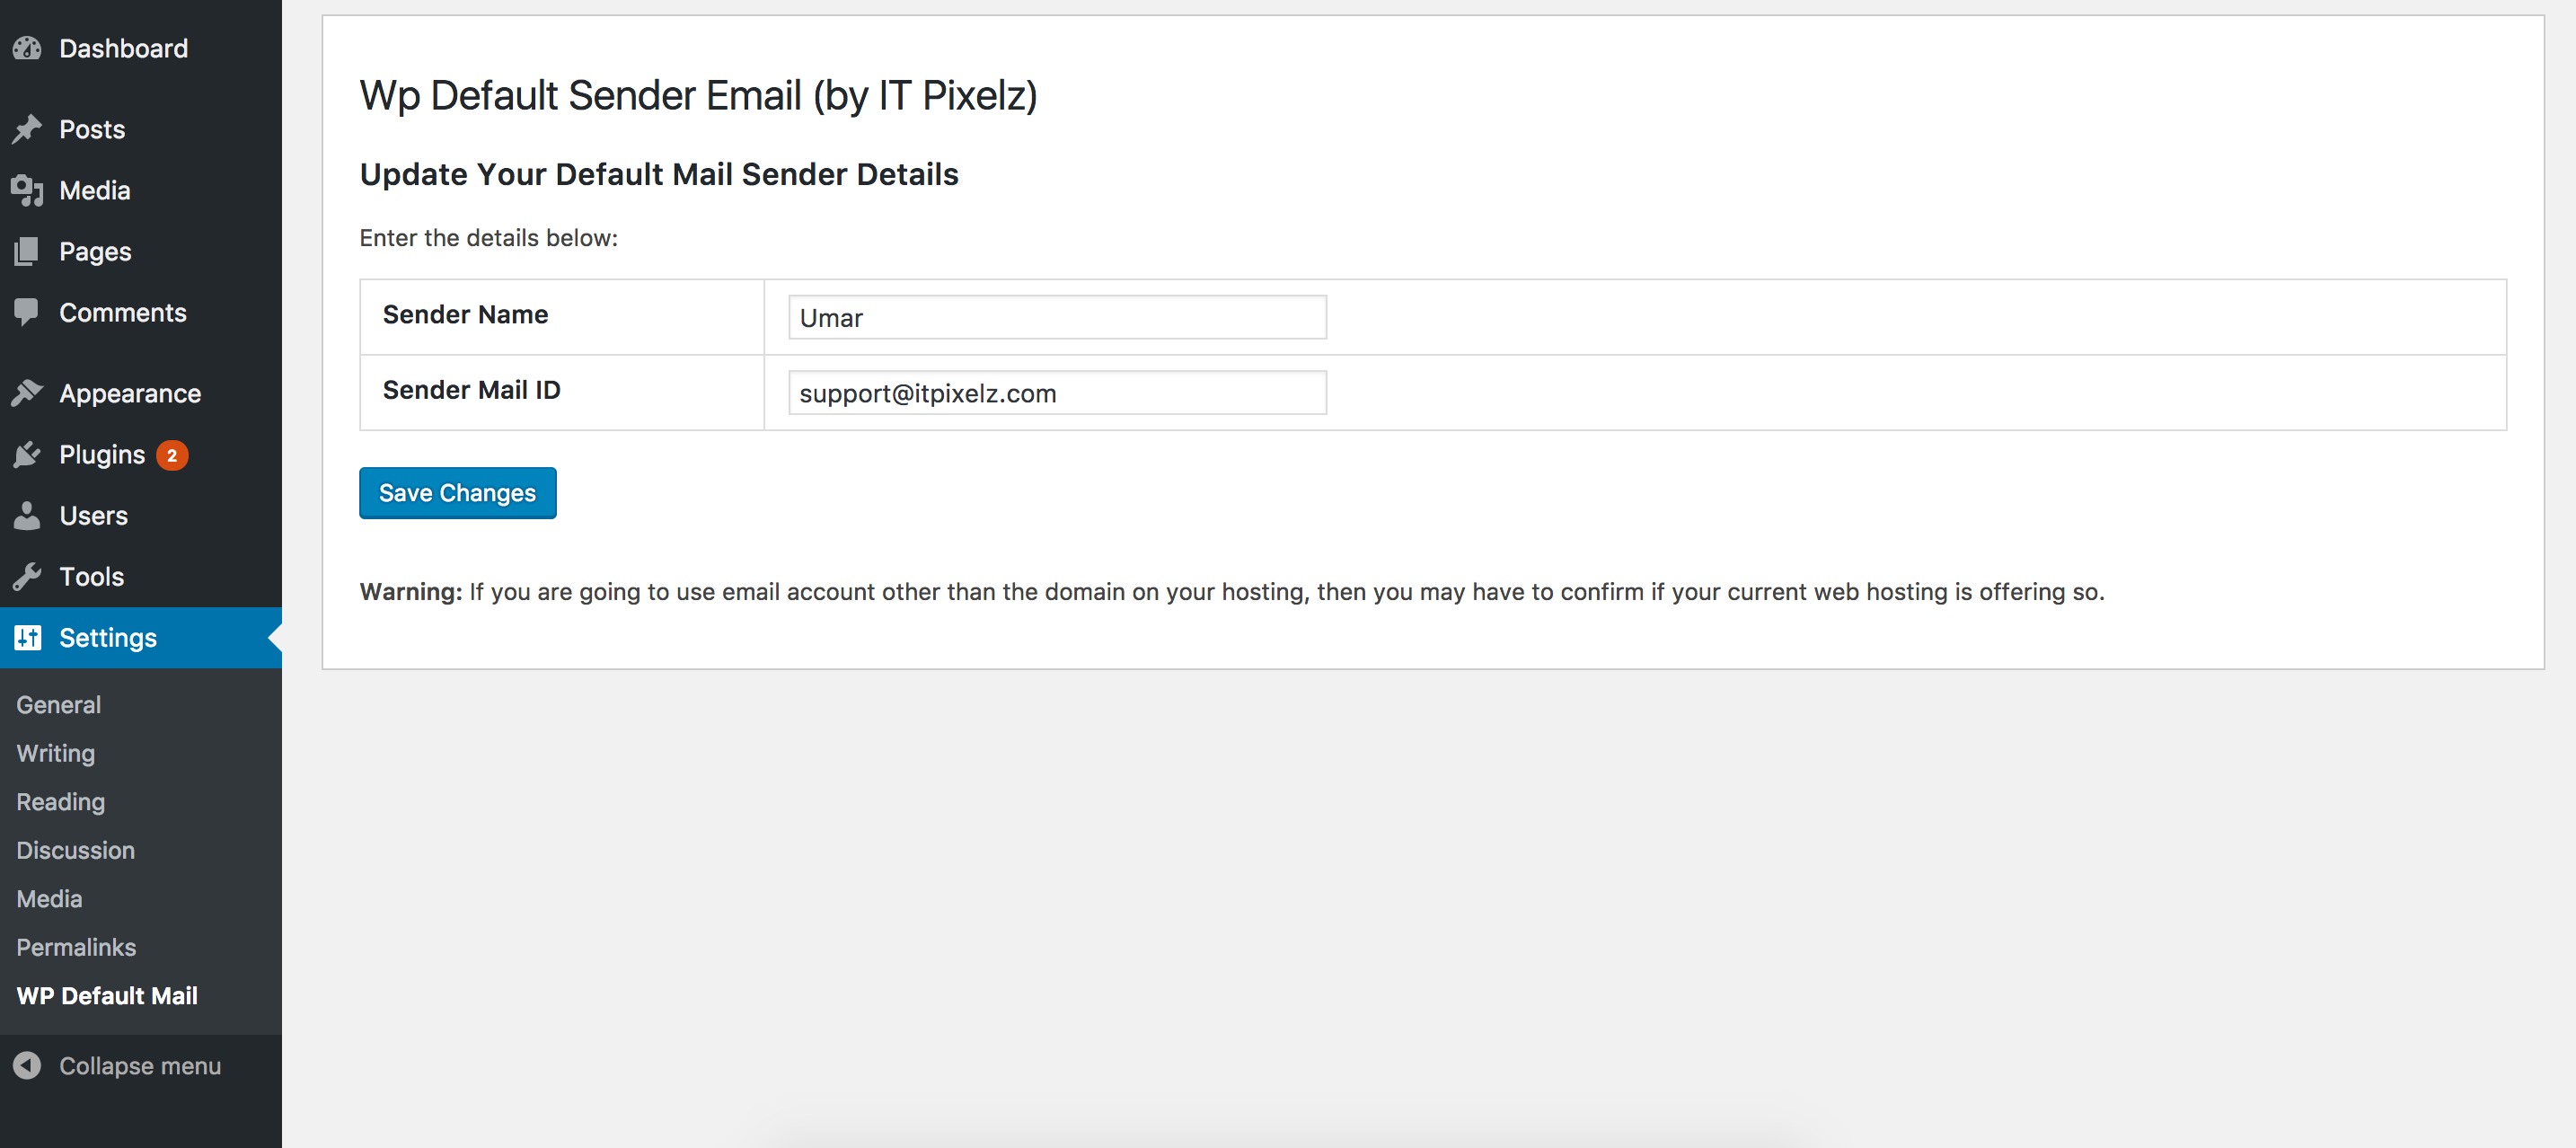 Dashboard
Posts
Media
Pages
Comments
Appearance
Plugins 2
Users
Tools
Settings
General
Writing
Reading
Discussion
Media
Permalinks
WP Default Mail
Collapse menu
Wp Default Sender Email (by IT Pixelz)
Update Your Default Mail Sender Details
Enter the details below:
Sender Name Umar
Sender Mail ID support@itpixelz.com
Save Changes
Warning: If you are going to use email account other than the domain on your hosting, then you may have to confirm if your current web hosting is offering so.